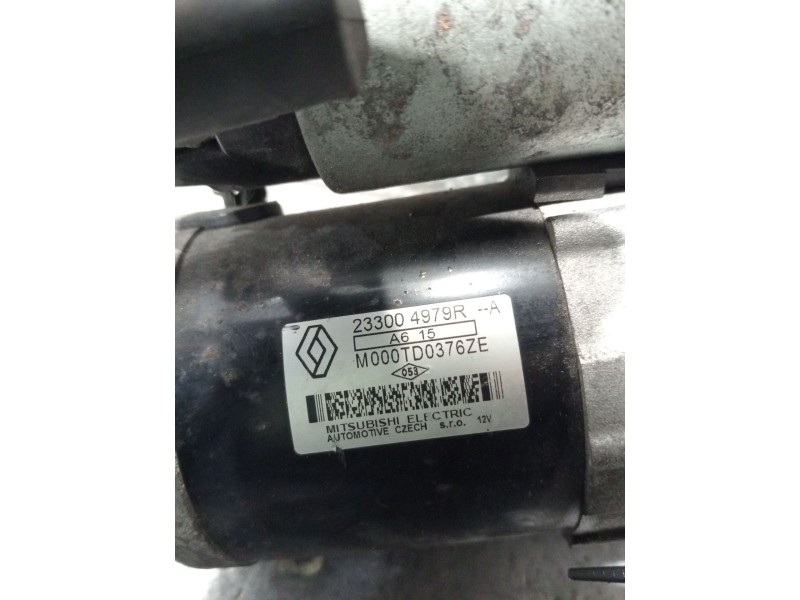 23300 4979R --A
A6 15
M000TD0376ZE
053
MITSUBISHI ELECTRIC
AUTOMOTIVE CZECH s.r.o. 12V